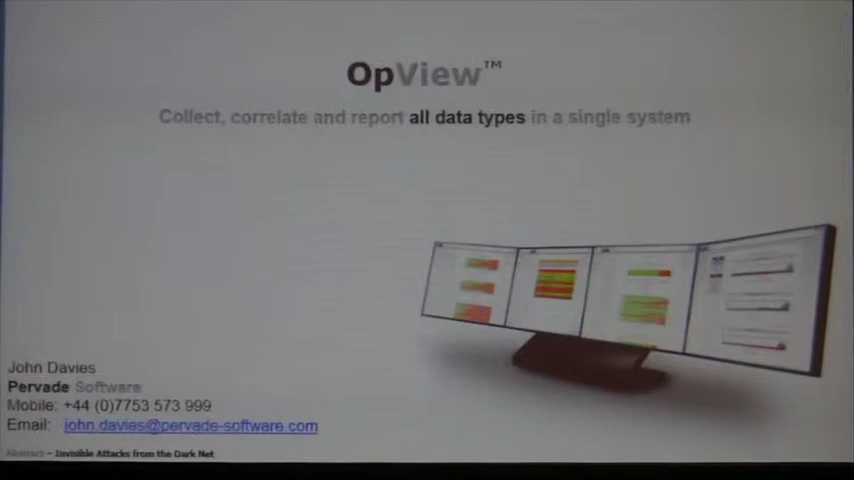 OpView™
Collect, correlate and report all data types in a single system
John Davies
Pervade Software
Mobile: +44 (0)7753 573 999
Email: john.davies@pervade-software.com
Abstract – Invisible Attacks from the Dark Net